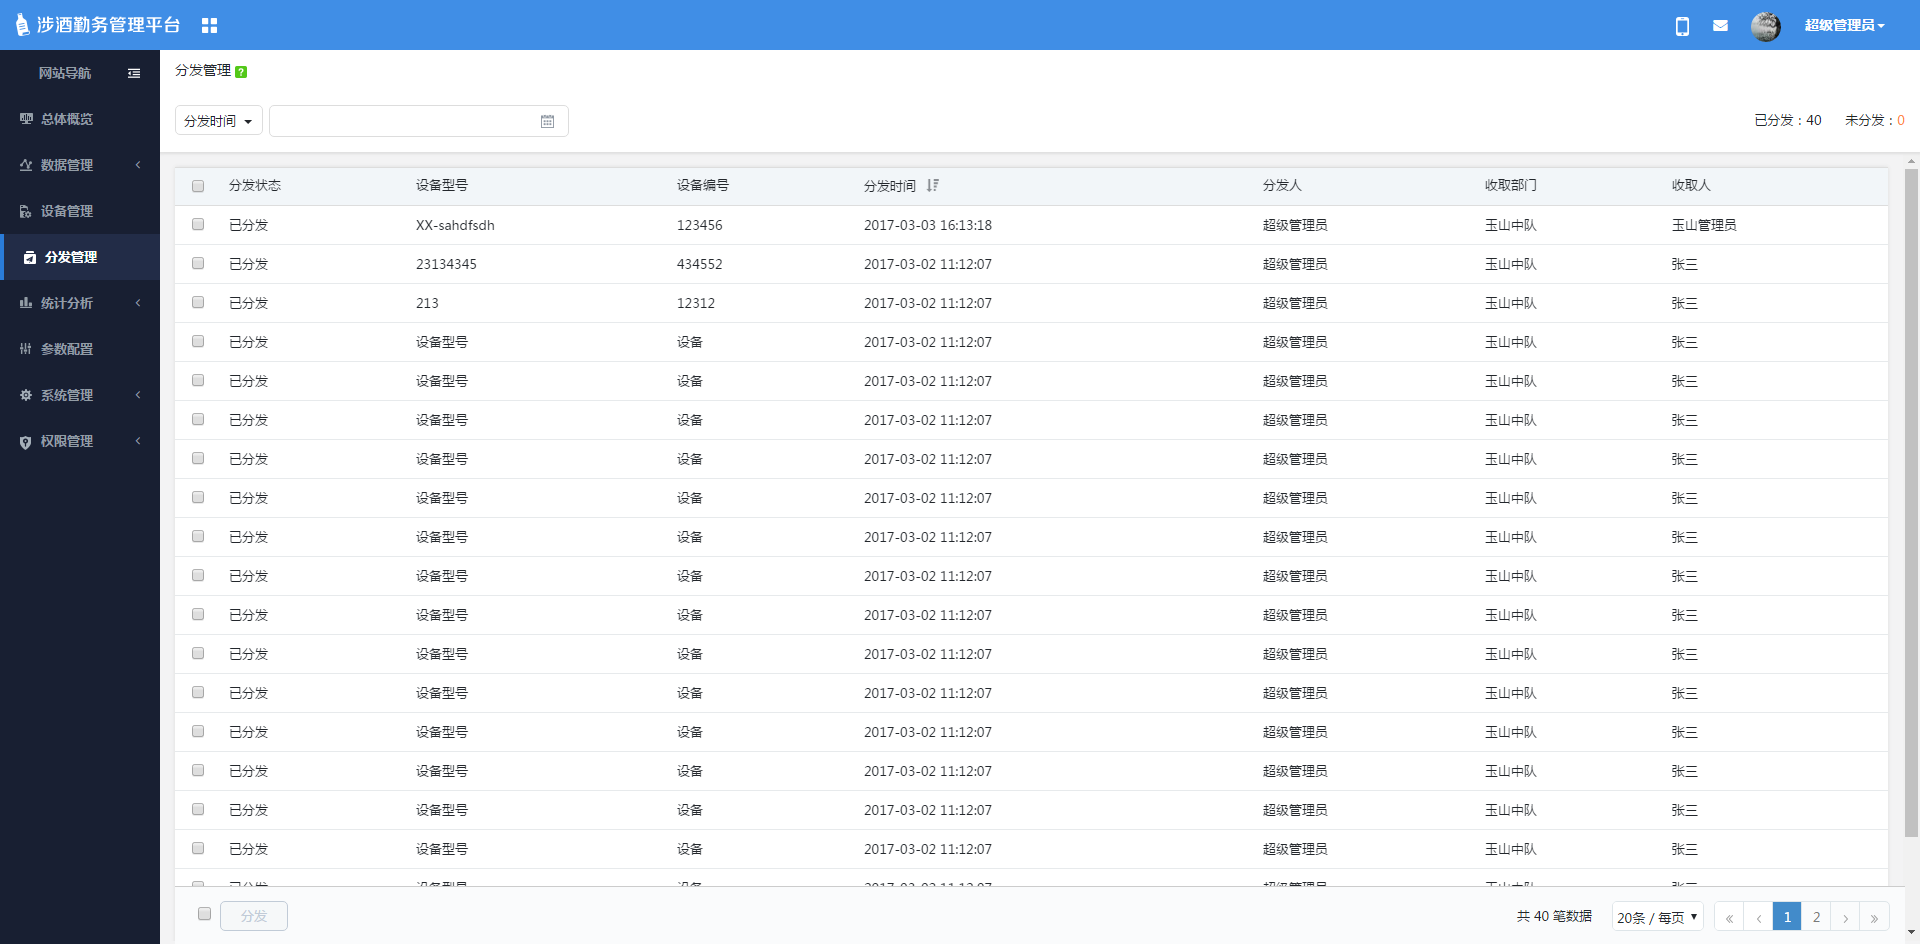 涉酒勤务管理平台
超级管理员
网站导航
总体概览
数据管理
设备管理
分发管理
统计分析
参数配置
系统管理
权限管理
分发管理 ?
分发时间
已分发：40 未分发：0
分发状态 设备型号 设备编号 分发时间 分发人 收取部门 收取人
已分发 XX-sahdfsdh 123456 2017-03-03 16:13:18 超级管理员 玉山中队 玉山管理员
已分发 23134345 434552 2017-03-02 11:12:07 超级管理员 玉山中队 张三
已分发 213 12312 2017-03-02 11:12:07 超级管理员 玉山中队 张三
已分发 设备型号 设备 2017-03-02 11:12:07 超级管理员 玉山中队 张三
已分发 设备型号 设备 2017-03-02 11:12:07 超级管理员 玉山中队 张三
已分发 设备型号 设备 2017-03-02 11:12:07 超级管理员 玉山中队 张三
已分发 设备型号 设备 2017-03-02 11:12:07 超级管理员 玉山中队 张三
已分发 设备型号 设备 2017-03-02 11:12:07 超级管理员 玉山中队 张三
已分发 设备型号 设备 2017-03-02 11:12:07 超级管理员 玉山中队 张三
已分发 设备型号 设备 2017-03-02 11:12:07 超级管理员 玉山中队 张三
已分发 设备型号 设备 2017-03-02 11:12:07 超级管理员 玉山中队 张三
已分发 设备型号 设备 2017-03-02 11:12:07 超级管理员 玉山中队 张三
已分发 设备型号 设备 2017-03-02 11:12:07 超级管理员 玉山中队 张三
已分发 设备型号 设备 2017-03-02 11:12:07 超级管理员 玉山中队 张三
已分发 设备型号 设备 2017-03-02 11:12:07 超级管理员 玉山中队 张三
已分发 设备型号 设备 2017-03-02 11:12:07 超级管理员 玉山中队 张三
已分发 设备型号 设备 2017-03-02 11:12:07 超级管理员 玉山中队 张三
分发 共 40 笔数据 20条 / 每页 « ‹ 1 2 › »